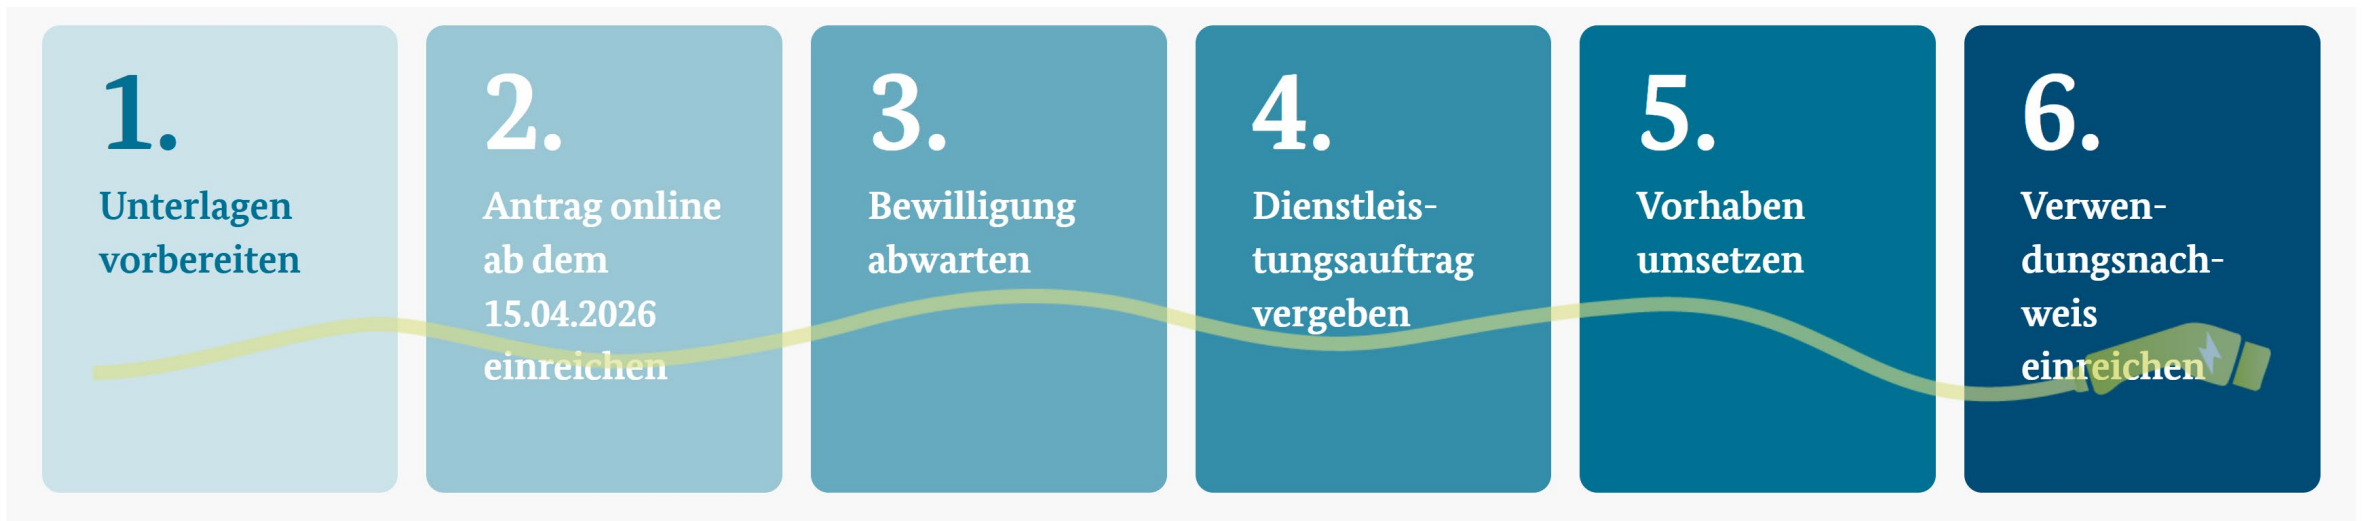 1.
Unterlagen
vorbereiten
2.
Antrag online
ab dem
15.04.2026
einreichen
3.
Bewilligung
abwarten
4.
Dienstleis-
tungsauftrag
vergeben
5.
Vorhaben
umsetzen
6.
Verwen-
dungsnach-
weis
einreichen